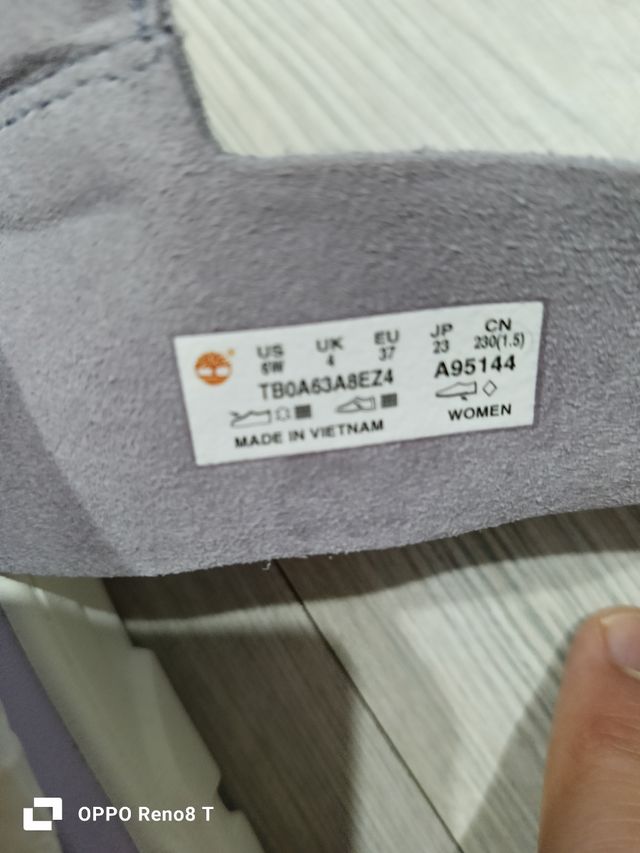 US UK EU JP CN
6W 4 37 23 230(1.5)
TB0A63A8EZ4 A95144
MADE IN VIETNAM WOMEN
OPPO Reno8 T